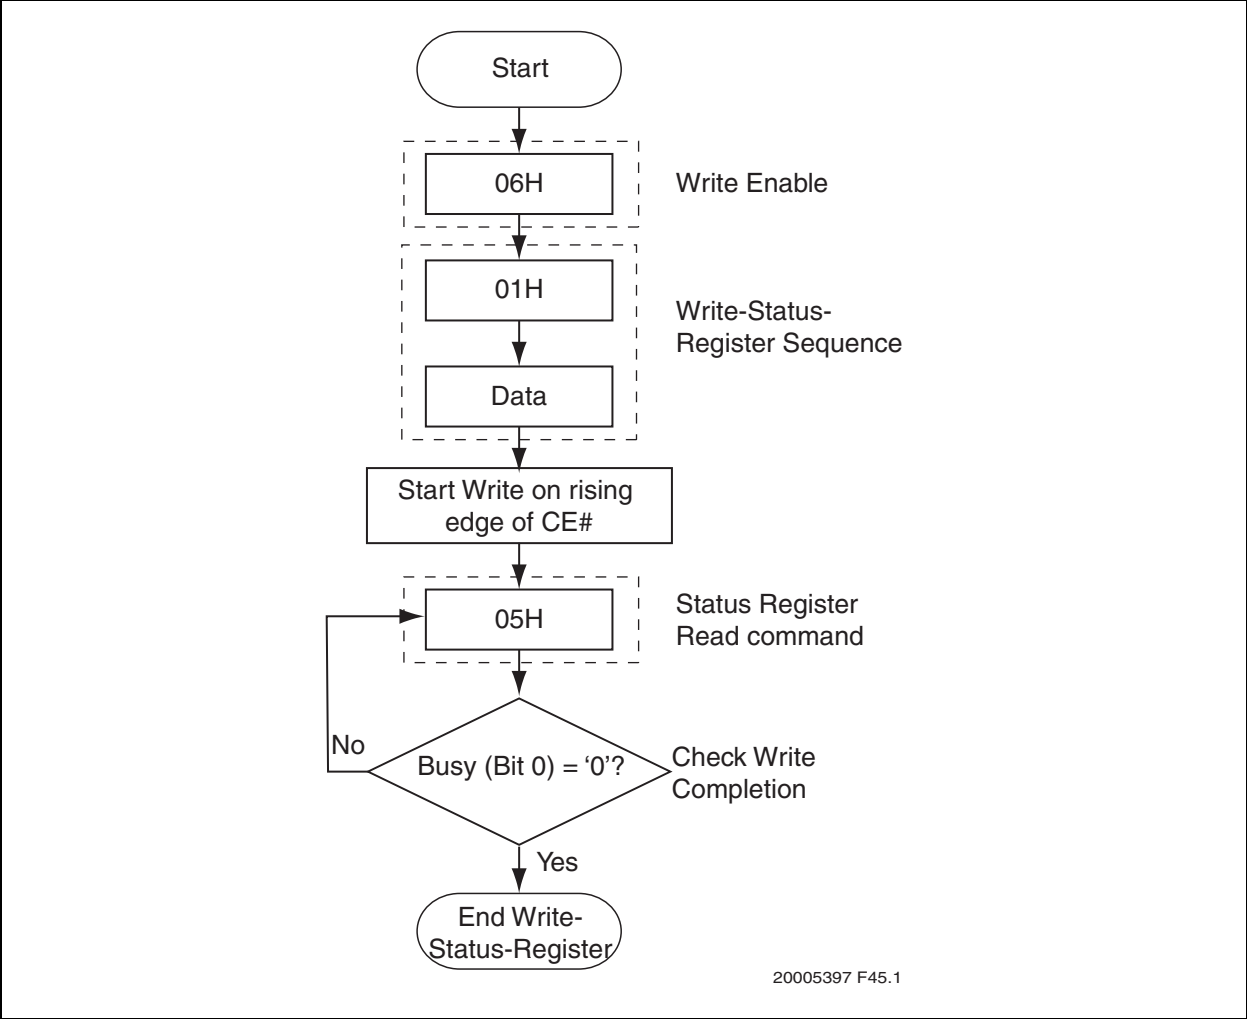 Start
06H
Write Enable
01H
Write-Status-
Register Sequence
Data
Start Write on rising
edge of CE#
05H
Status Register
Read command
No
Busy (Bit 0) = ‘0’?
Check Write
Completion
Yes
End Write-
Status-Register
20005397 F45.1